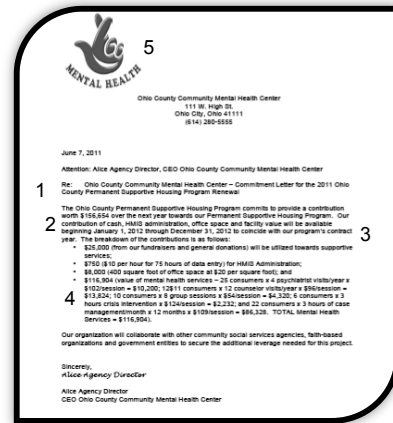 5
MENTAL HEALTH
Ohio County Community Mental Health Center
111 W. High St.
Ohio City, Ohio 41111
(614) 280-5555
June 7, 2011
Attention: Alice Agency Director, CEO Ohio County Community Mental Health Center
1
Re: Ohio County Community Mental Health Center – Commitment Letter for the 2011 Ohio
County Permanent Supportive Housing Program Renewal
The Ohio County Permanent Supportive Housing Program commits to provide a contribution
worth $156,654 over the next year towards our Permanent Supportive Housing Program. Our
2
contribution of cash, HMIS administration, office space and facility value will be available
beginning January 1, 2012 through December 31, 2012 to coincide with our program's contract
3
year. The breakdown of the contributions is as follows:
• $25,000 (from our fundraisers and general donations) will be utilized towards supportive
services;
• $750 ($10 per hour for 75 hours of data entry) for HMIS Administration;
• $8,000 (400 square foot of office space at $20 per square foot); and
• $116,904 (value of mental health services – 25 consumers x 4 psychiatrist visits/year x
4
$102/session = $10,200; 12$11 consumers x 12 counselor visits/year x $96/session =
$13,824; 10 consumers x 8 group sessions x $54/session = $4,320; 6 consumers x 3
hours crisis intervention x $124/session = $2,232; and 22 consumers x 3 hours of case
management/month x 12 months x $109/session = $86,328. TOTAL Mental Health
Services = $116,904).
Our organization will collaborate with other community social services agencies, faith-based
organizations and government entities to secure the additional leverage needed for this project.
Sincerely,
Alice Agency Director
Alice Agency Director
CEO Ohio County Community Mental Health Center